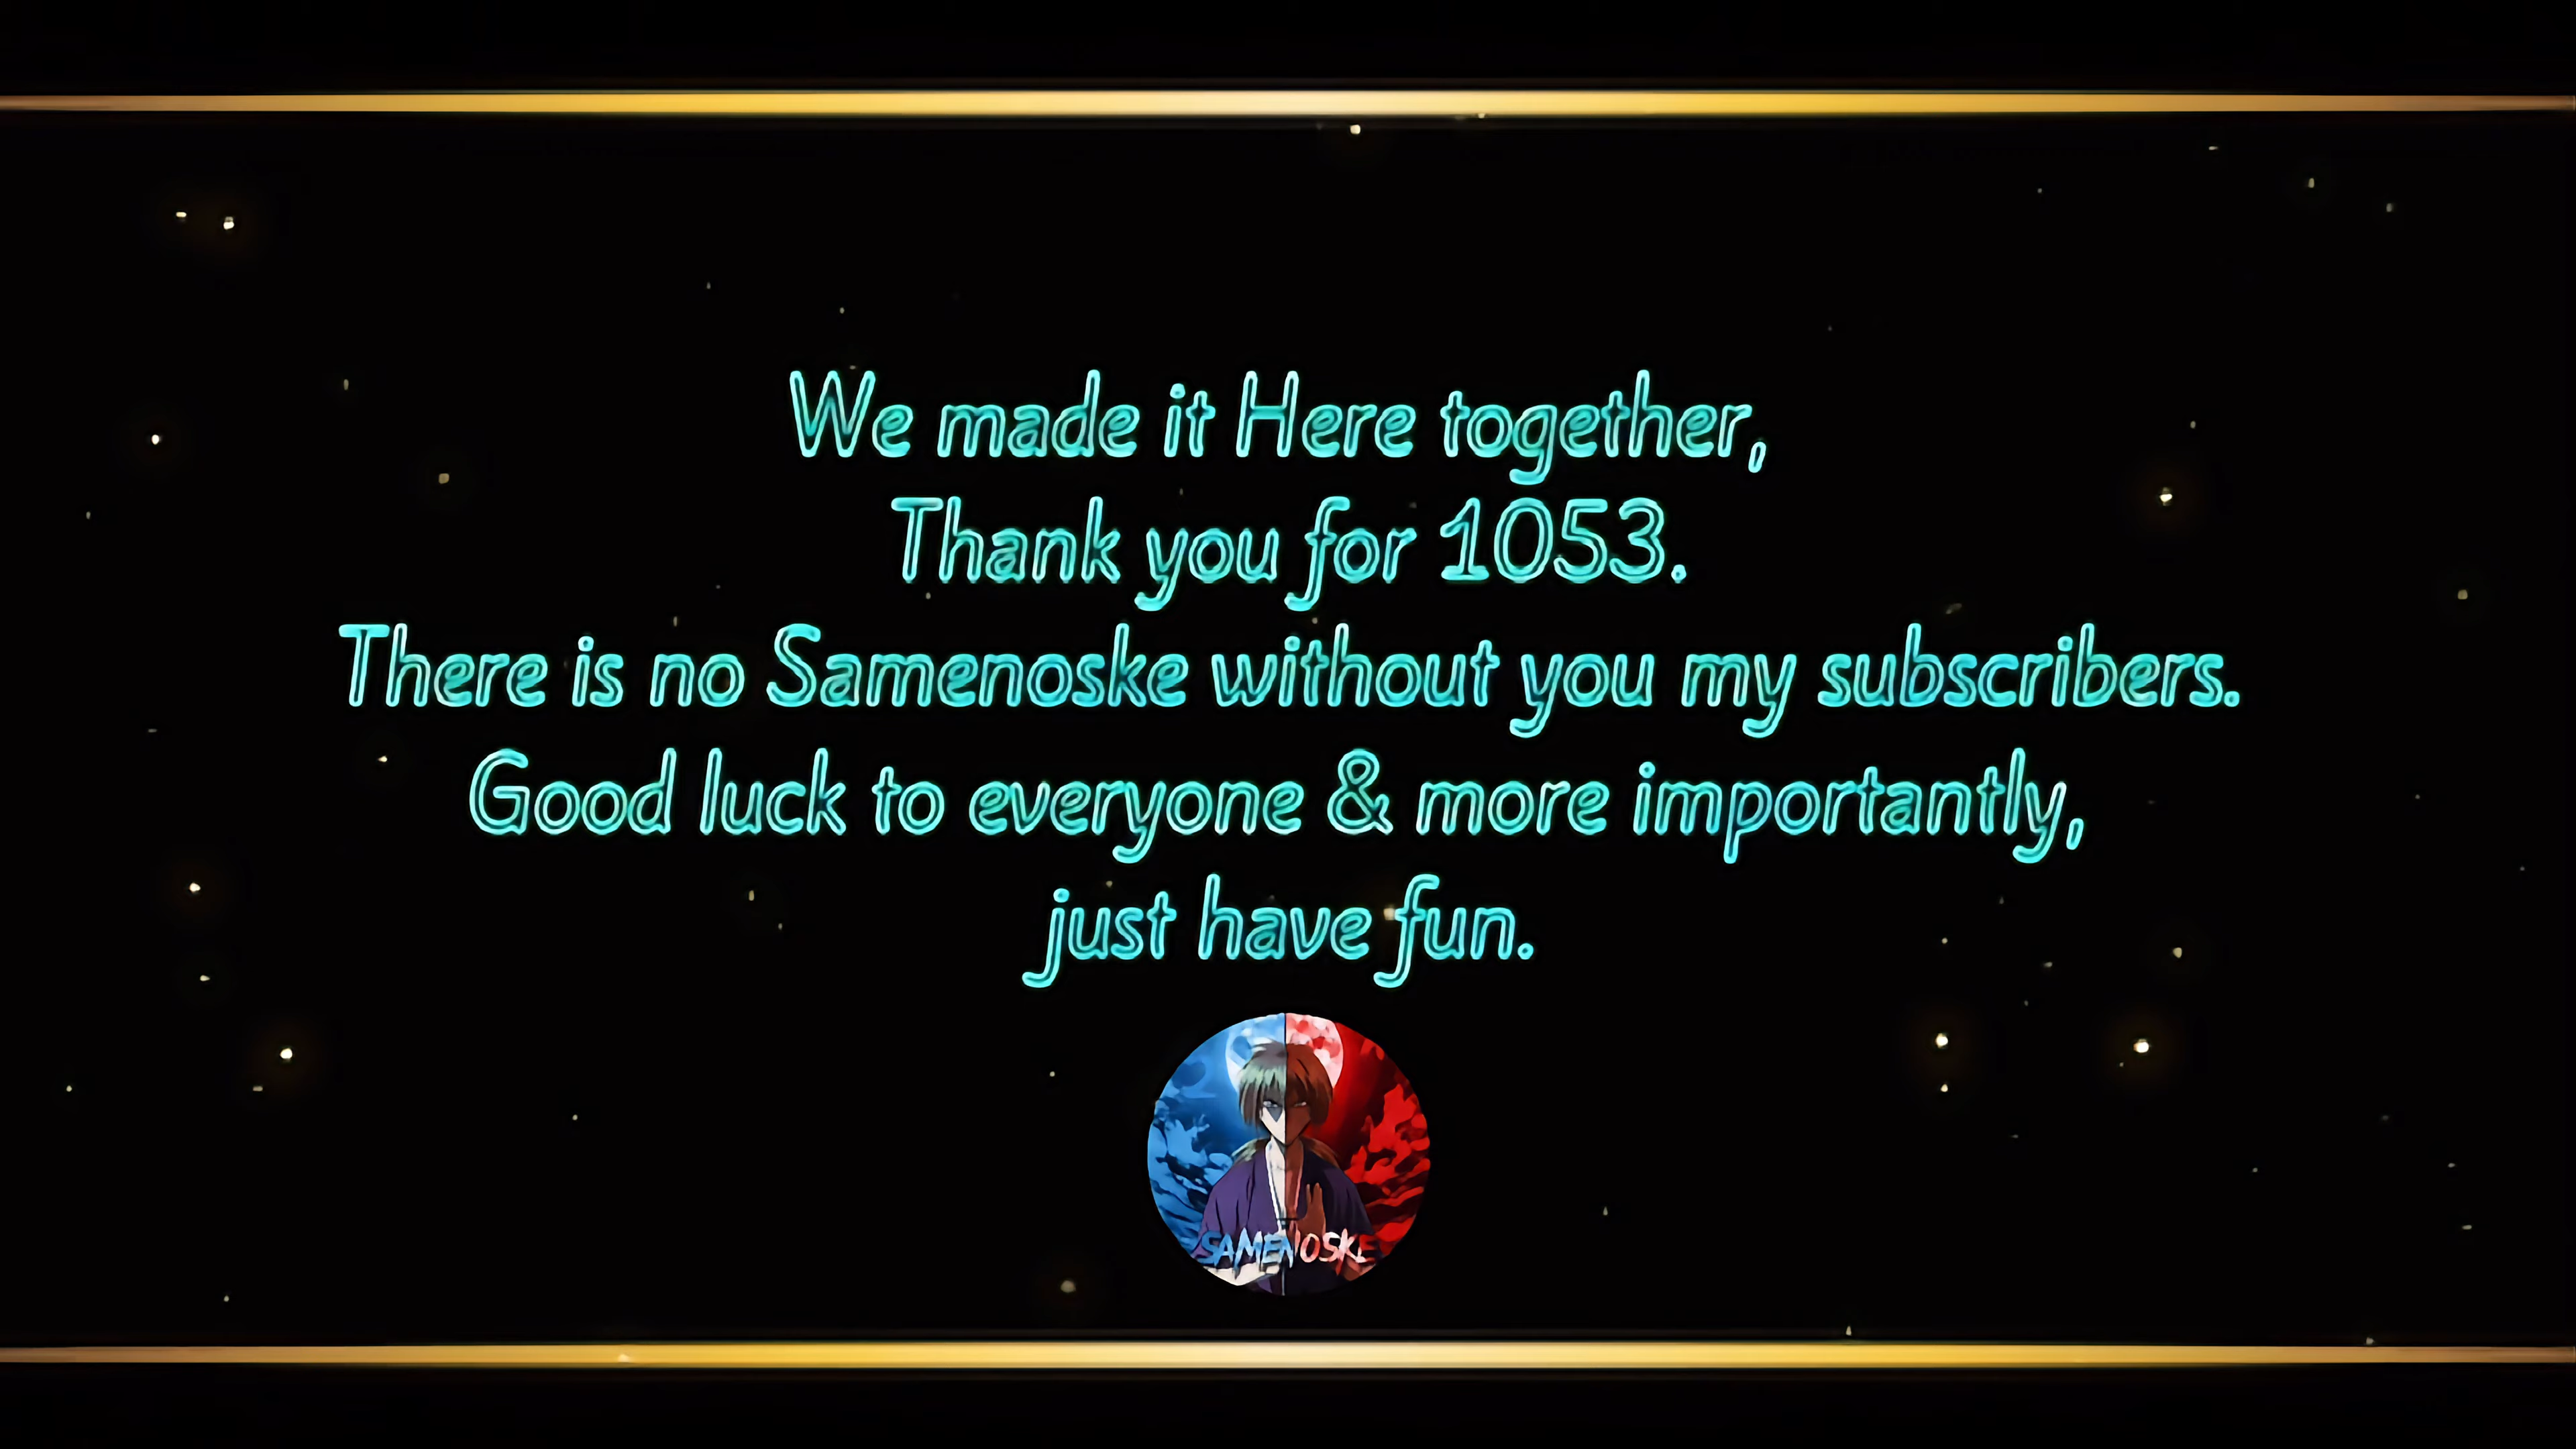 We made it Here together,
Thank you for 1053.
There is no Samenoske without you my subscribers.
Good luck to everyone & more importantly,
just have fun.
SAMENOSKE